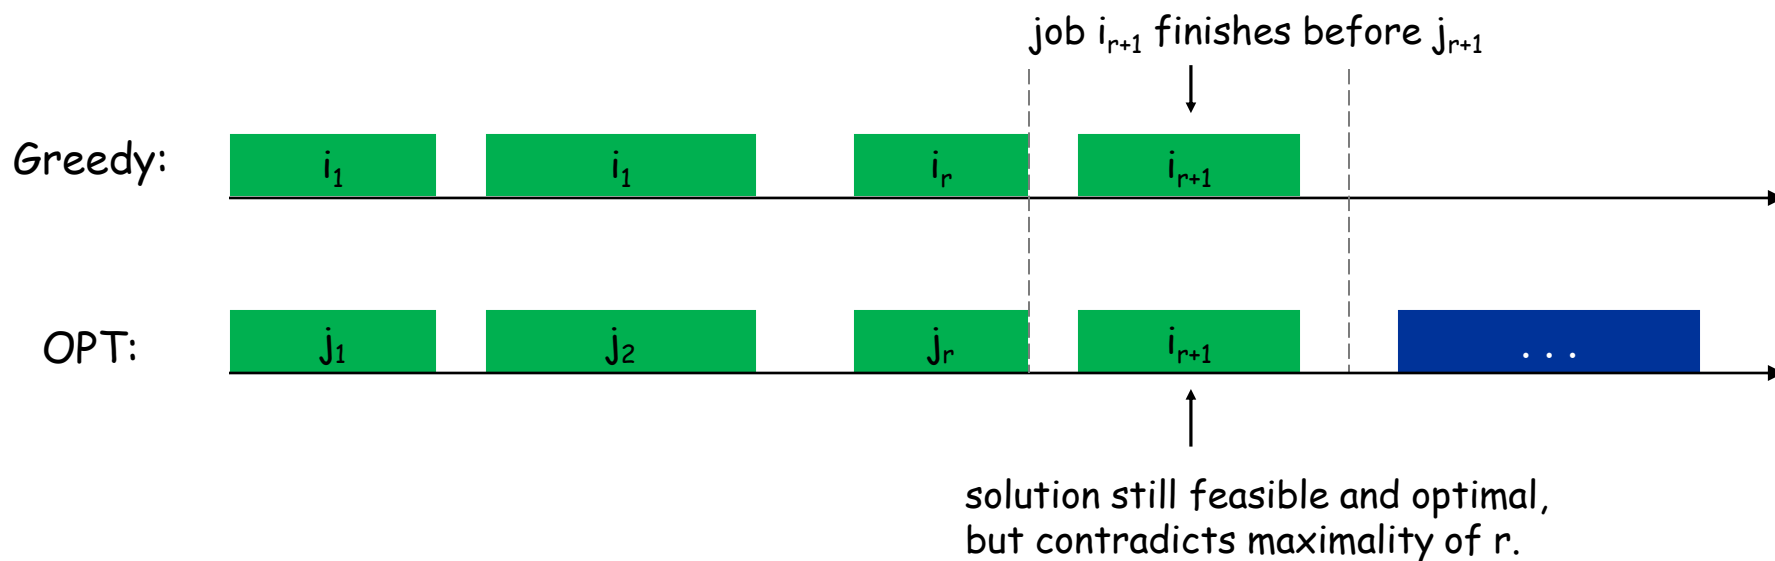 job i_{r+1} finishes before j_{r+1}
Greedy: i_1 i_1 i_r i_{r+1}
OPT: j_1 j_2 j_r i_{r+1} . . .
solution still feasible and optimal,
but contradicts maximality of r.